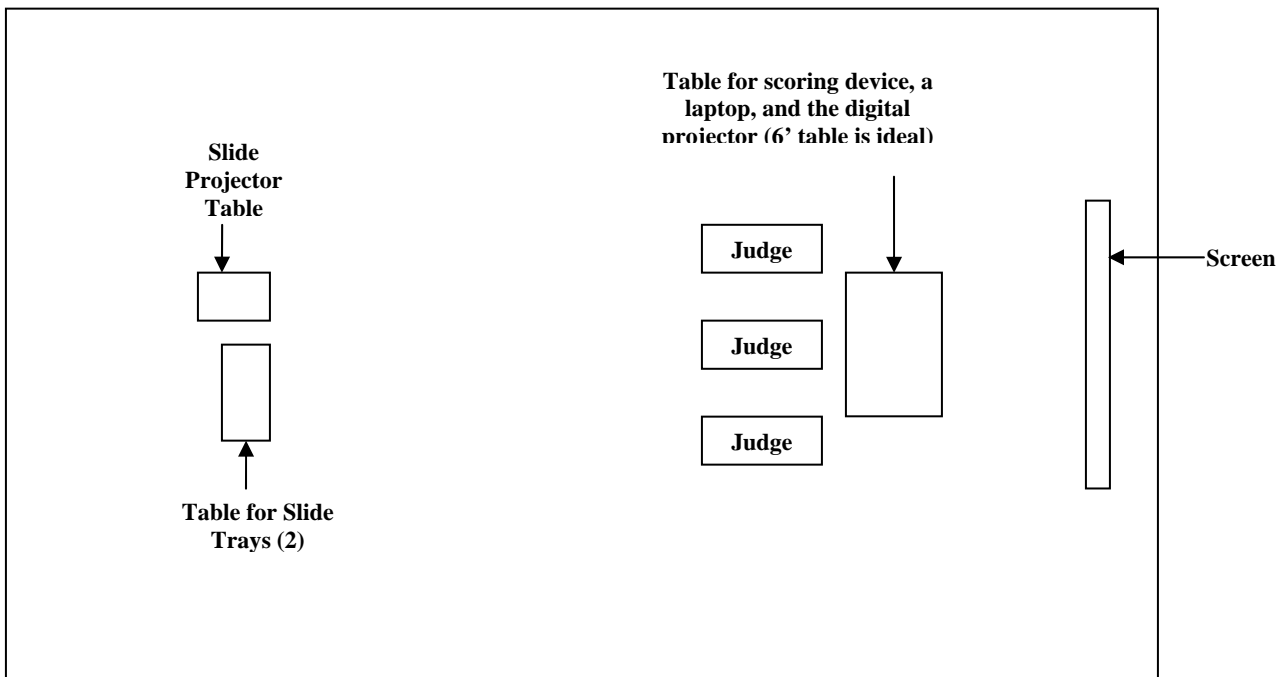 Table for scoring device, a
laptop, and the digital
projector (6’ table is ideal)
Slide
Projector
Table
Judge
Judge
Judge
Screen
Table for Slide
Trays (2)